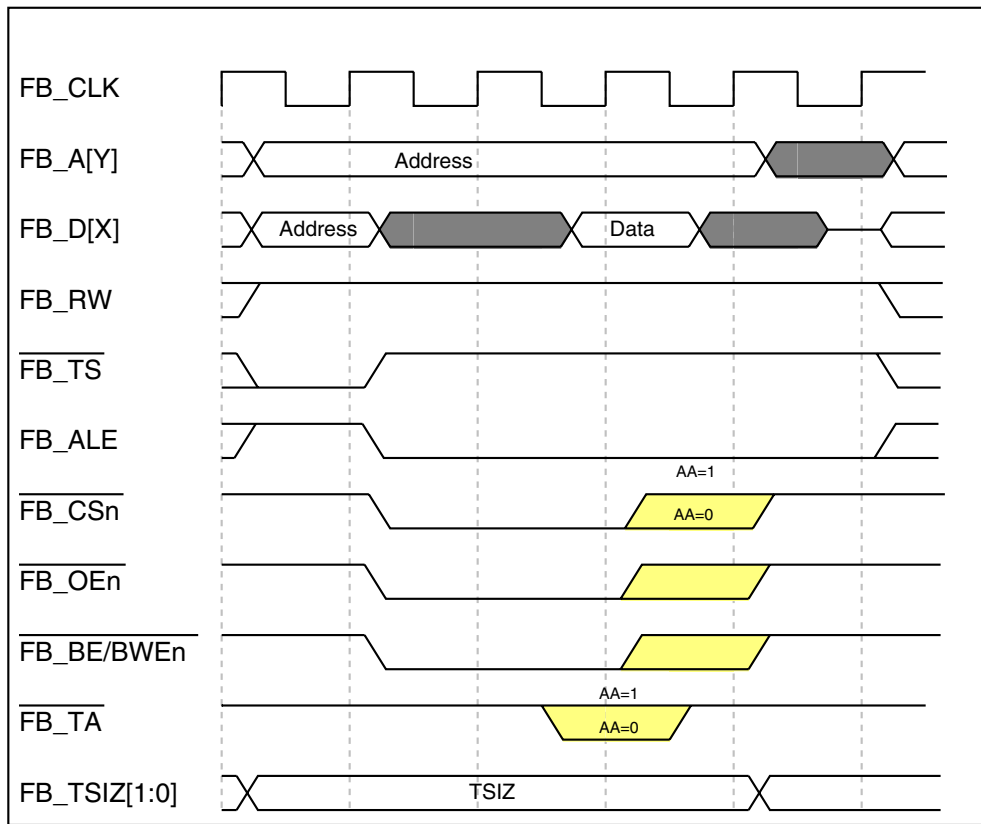 FB_CLK
FB_A[Y]
Address
FB_D[X]
Address
Data
FB_RW
FB_TS
FB_ALE
AA=1
FB_CSn
AA=0
FB_OEn
FB_BE/BWEn
AA=1
FB_TA
AA=0
FB_TSIZ[1:0]
TSIZ